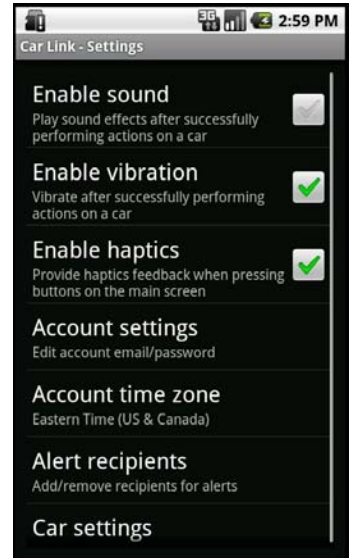 3G 2:59 PM
Car Link - Settings
Enable sound
Play sound effects after successfully
performing actions on a car
Enable vibration
Vibrate after successfully performing
actions on a car
Enable haptics
Provide haptics feedback when pressing
buttons on the main screen
Account settings
Edit account email/password
Account time zone
Eastern Time (US & Canada)
Alert recipients
Add/remove recipients for alerts
Car settings